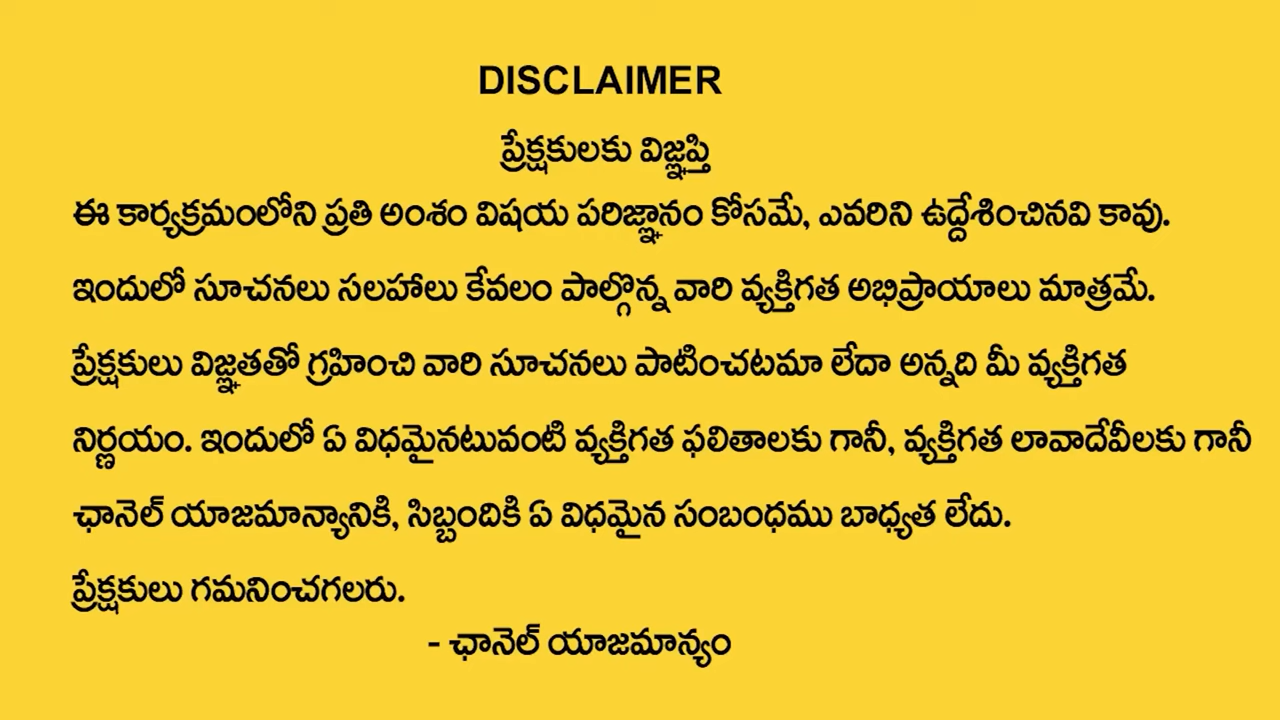 DISCLAIMER
ప్రేక్షకులకు విజ్ఞప్తి
ఈ కార్యక్రమంలోని ప్రతి అంశం విషయ పరిజ్ఞానం కోసమే, ఎవరిని ఉద్దేశించినవి కావు.
ఇందులో సూచనలు సలహాలు కేవలం పాల్గొన్న వారి వ్యక్తిగత అభిప్రాయాలు మాత్రమే.
ప్రేక్షకులు విజ్ఞతతో గ్రహించి వారి సూచనలు పాటించటమా లేదా అన్నది మీ వ్యక్తిగత
నిర్ణయం. ఇందులో ఏ విధమైనటువంటి వ్యక్తిగత ఫలితాలకు గానీ, వ్యక్తిగత లావాదేవీలకు గానీ
ఛానెల్ యాజమాన్యానికి, సిబ్బందికి ఏ విధమైన సంబంధము బాధ్యత లేదు.
ప్రేక్షకులు గమనించగలరు.
- ఛానెల్ యాజమాన్యం